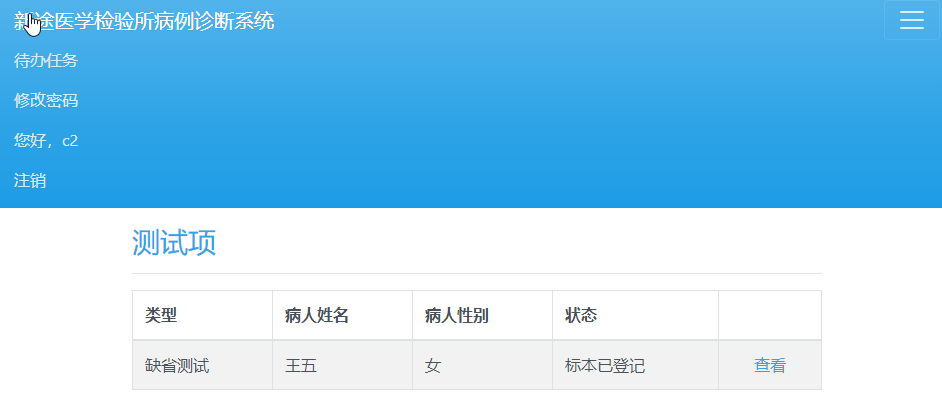 新途医学检验所病例诊断系统
待办任务
修改密码
您好，c2
注销
测试项
类型 病人姓名 病人性别 状态
缺省测试 王五 女 标本已登记 查看